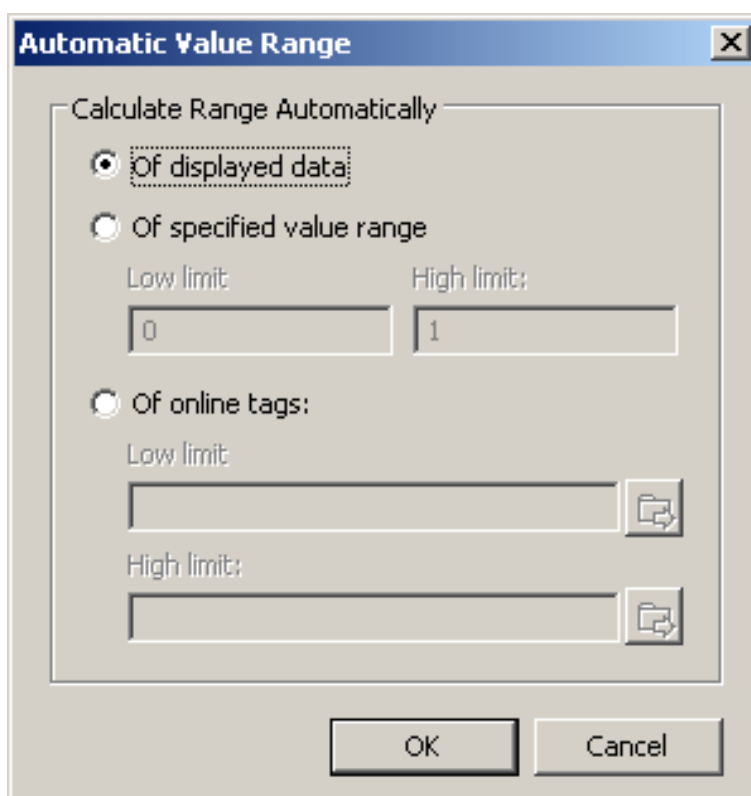 Automatic Value Range
Calculate Range Automatically
Of displayed data
Of specified value range
Low limit High limit:
0 1
Of online tags:
Low limit
High limit:
OK Cancel